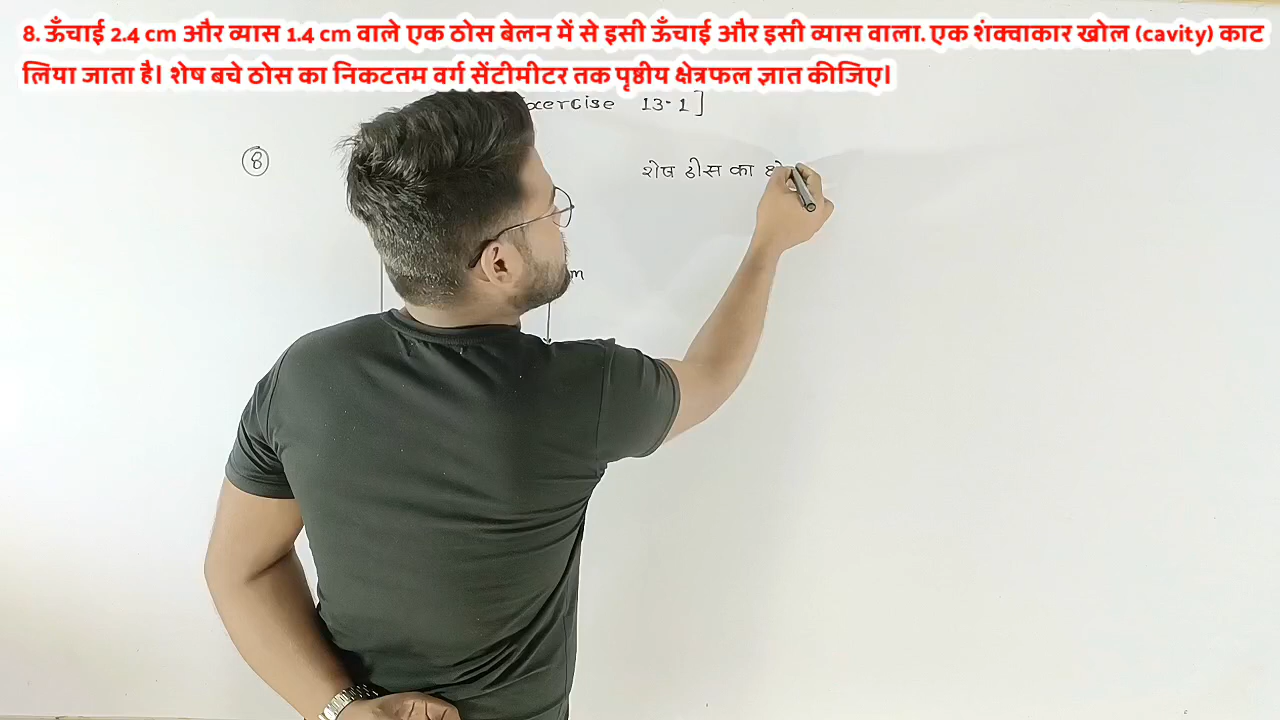 8. ऊँचाई 2.4 cm और व्यास 1.4 cm वाले एक ठोस बेलन में से इसी ऊँचाई और इसी व्यास वाला. एक शंक्वाकार खोल (cavity) काट
लिया जाता है। शेष बचे ठोस का निकटतम वर्ग सेंटीमीटर तक पृष्ठीय क्षेत्रफल ज्ञात कीजिए।
13.1]
8
शेष ठोस का